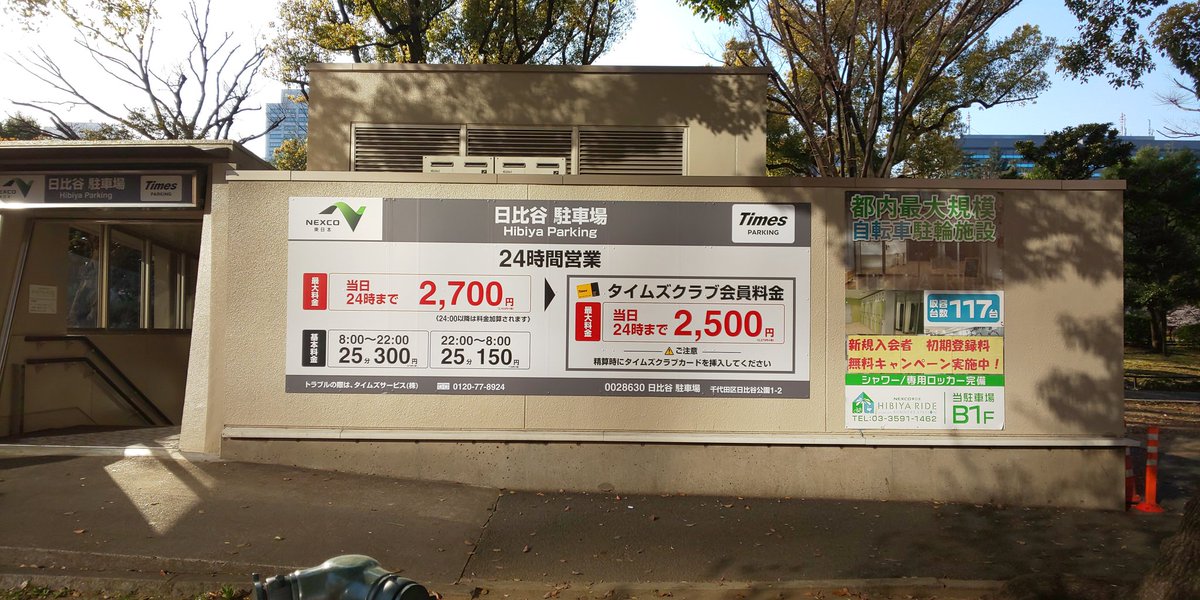 NEXCO
日比谷 駐車場
Hibiya Parking
Times
PARKING
NEXCO
東日本
日比谷 駐車場
Hibiya Parking
Times
PARKING
24時間営業
最大料金
当日
24時まで
2,700円
(24:00以降は料金加算されます)
基本料金
8:00〜22:00
25分300円
22:00〜8:00
25分150円
タイムズクラブ会員料金
最大料金
当日
24時まで
2,500円
ご注意
精算時にタイムズクラブカードを挿入してください
トラブルの際は、タイムズサービス(株)
0120-77-8924
0028630 日比谷 駐車場
千代田区日比谷公園1-2
都内最大規模
自転車駐輪施設
収容台数
117台
新規入会者 初期登録料
無料キャンペーン実施中!
シャワー/専用ロッカー完備
HIBIYA RIDE
TEL:03-3591-1462
当駐車場
B1F